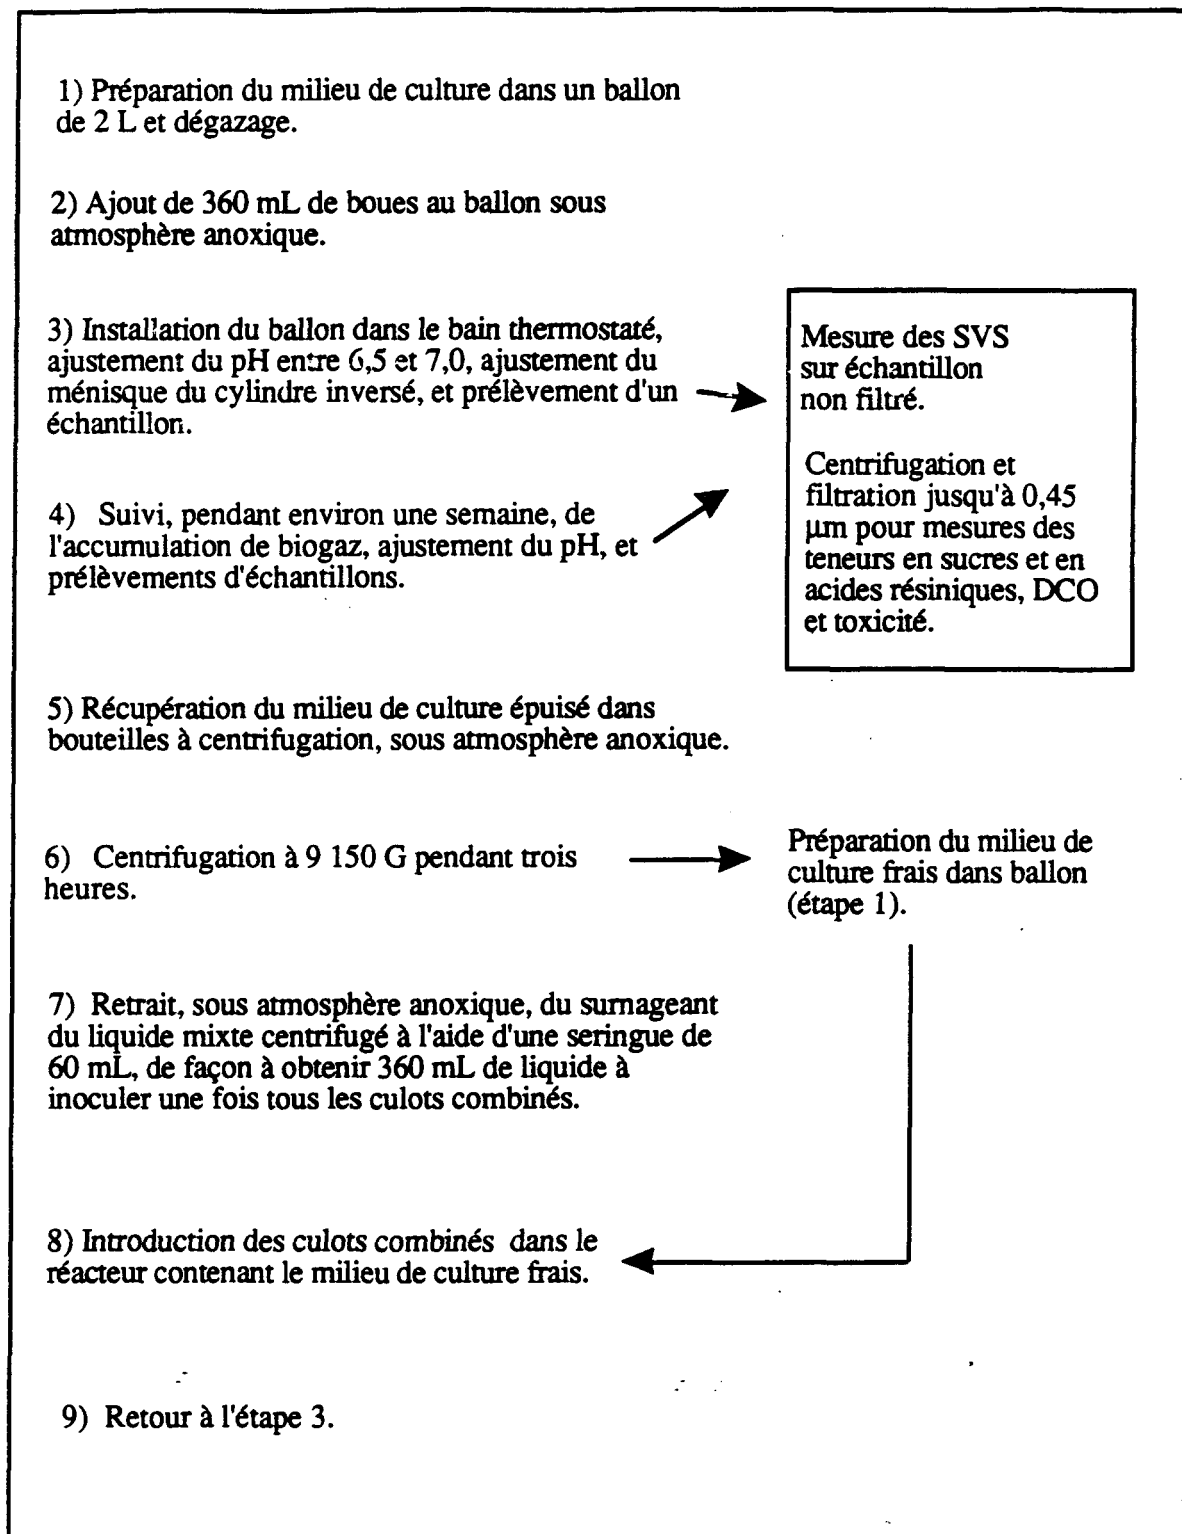 1) Préparation du milieu de culture dans un ballon
de 2 L et dégazage.
2) Ajout de 360 mL de boues au ballon sous
atmosphère anoxique.
3) Installation du ballon dans le bain thermostaté,
ajustement du pH entre 6,5 et 7,0, ajustement du
ménisque du cylindre inversé, et prélèvement d'un
échantillon.
Mesure des SVS
sur échantillon
non filtré.
Centrifugation et
filtration jusqu'à 0,45
µm pour mesures des
teneurs en sucres et en
acides résiniques, DCO
et toxicité.
4) Suivi, pendant environ une semaine, de
l'accumulation de biogaz, ajustement du pH, et
prélèvements d'échantillons.
5) Récupération du milieu de culture épuisé dans
bouteilles à centrifugation, sous atmosphère anoxique.
6) Centrifugation à 9 150 G pendant trois
heures.
Préparation du milieu de
culture frais dans ballon
(étape 1).
7) Retrait, sous atmosphère anoxique, du surnageant
du liquide mixte centrifugé à l'aide d'une seringue de
60 mL, de façon à obtenir 360 mL de liquide à
inoculer une fois tous les culots combinés.
8) Introduction des culots combinés dans le
réacteur contenant le milieu de culture frais.
9) Retour à l'étape 3.